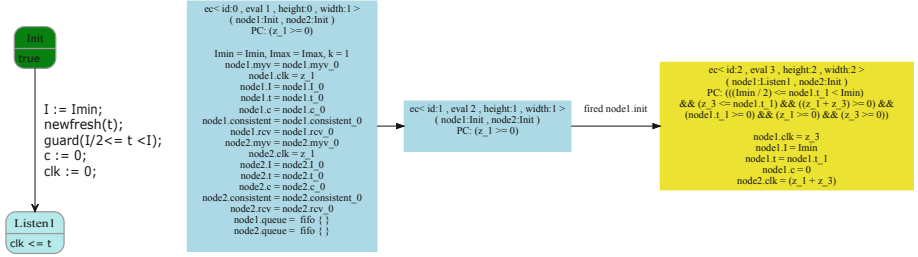 Init
true
I := Imin;
newfresh(t);
guard(I/2<= t <I);
c := 0;
clk := 0;
Listen1
clk <= t
ec< id:0 , eval 1 , height:0 , width:1 >
( node1:Init , node2:Init )
PC: (z_1 >= 0)
Imin = Imin, Imax = Imax, k = 1
node1.myv = node1.myv_0
node1.clk = z_1
node1.I = node1.I_0
node1.t = node1.t_0
node1.c = node1.c_0
node1.consistent = node1.consistent_0
node1.rcv = node1.rcv_0
node2.myv = node2.myv_0
node2.clk = z_1
node2.I = node2.I_0
node2.t = node2.t_0
node2.c = node2.c_0
node2.consistent = node2.consistent_0
node2.rcv = node2.rcv_0
node1.queue = fifo { }
node2.queue = fifo { }
ec< id:1 , eval 2 , height:1 , width:1>
( node1:Init , node2:Init )
PC: (z_1 >= 0)
fired node1.init
ec< id:2 , eval 3 , height:2 , width:2>
( node1:Listen1 , node2:Init )
PC: (((Imin / 2) <= node1.t_1 < Imin)
&& (z_3 <= node1.t_1) && ((z_1 + z_3) >= 0) &&
(node1.t_1 >= 0) && (z_1 >= 0) && (z_3 >= 0))
node1.clk = z_3
node1.I = Imin
node1.t = node1.t_1
node1.c = 0
node2.clk = (z_1 + z_3)